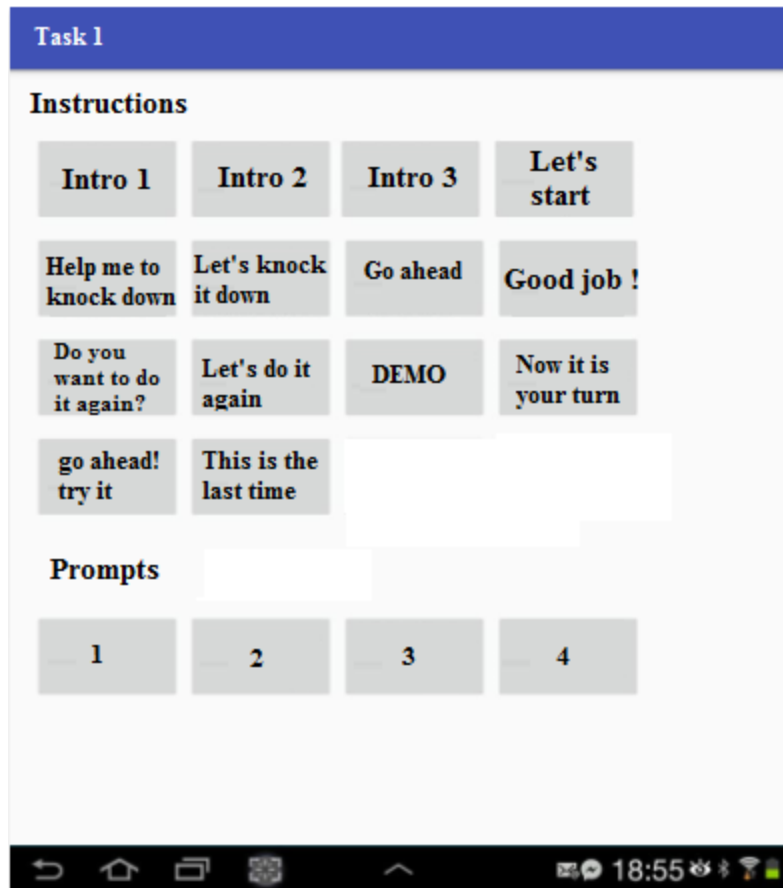 Task 1
Instructions
Intro 1
Intro 2
Intro 3
Let's
start
Help me to
knock down
Let's knock
it down
Go ahead
Good job !
Do you
want to do
it again?
Let's do it
again
DEMO
Now it is
your turn
go ahead!
try it
This is the
last time
Prompts
1
2
3
4
18:55